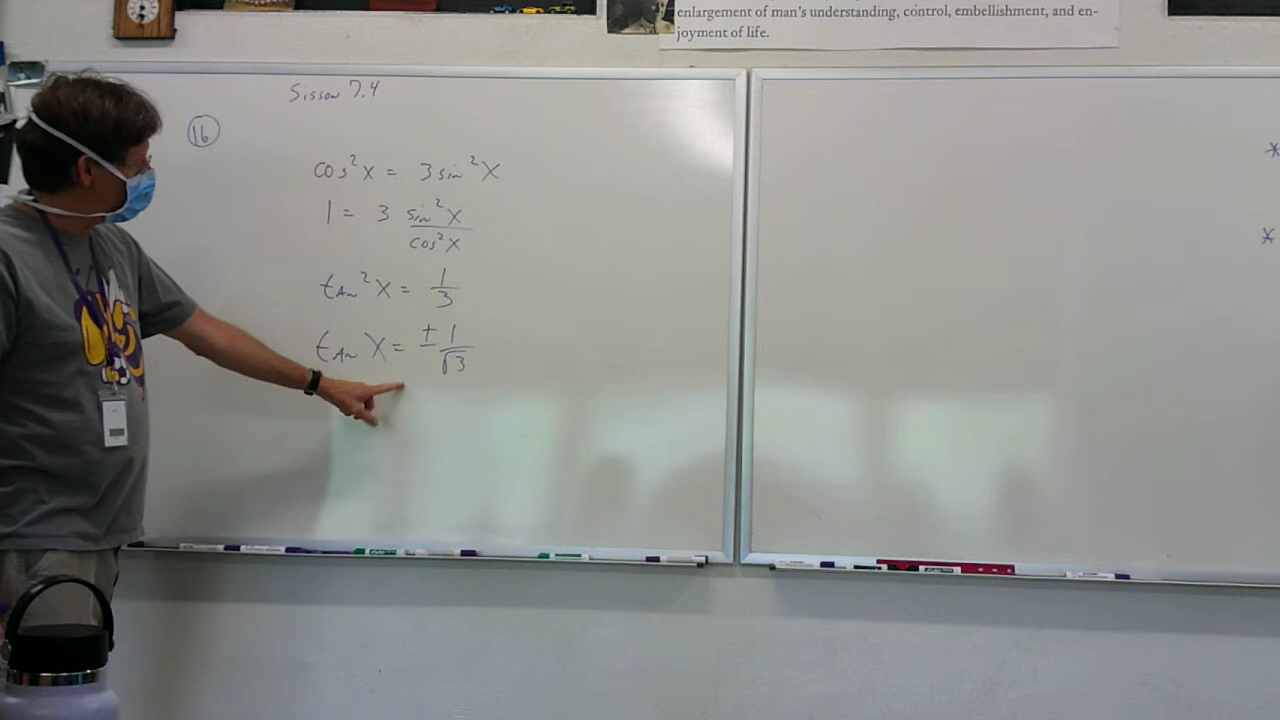 enlargement of man's understanding, control, embellishment, and en-
joyment of life.
Sisson 7.4
16
cos²x = 3 sin²x
1 = 3 sin²x / cos²x
tan²x = 1/3
tan x = ± 1/√3
*
*